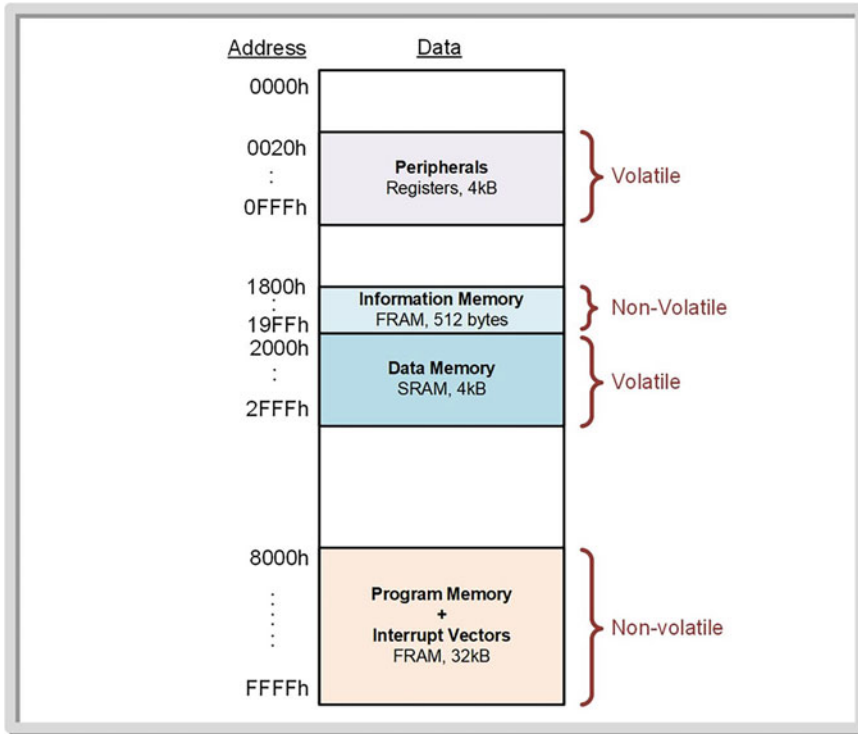 Address Data
0000h
0020h
:
0FFFh
Peripherals
Registers, 4kB
Volatile
1800h
:
19FFh
Information Memory
FRAM, 512 bytes
Non-Volatile
2000h
:
2FFFh
Data Memory
SRAM, 4kB
Volatile
8000h
:
:
:
FFFFh
Program Memory
+
Interrupt Vectors
FRAM, 32kB
Non-volatile